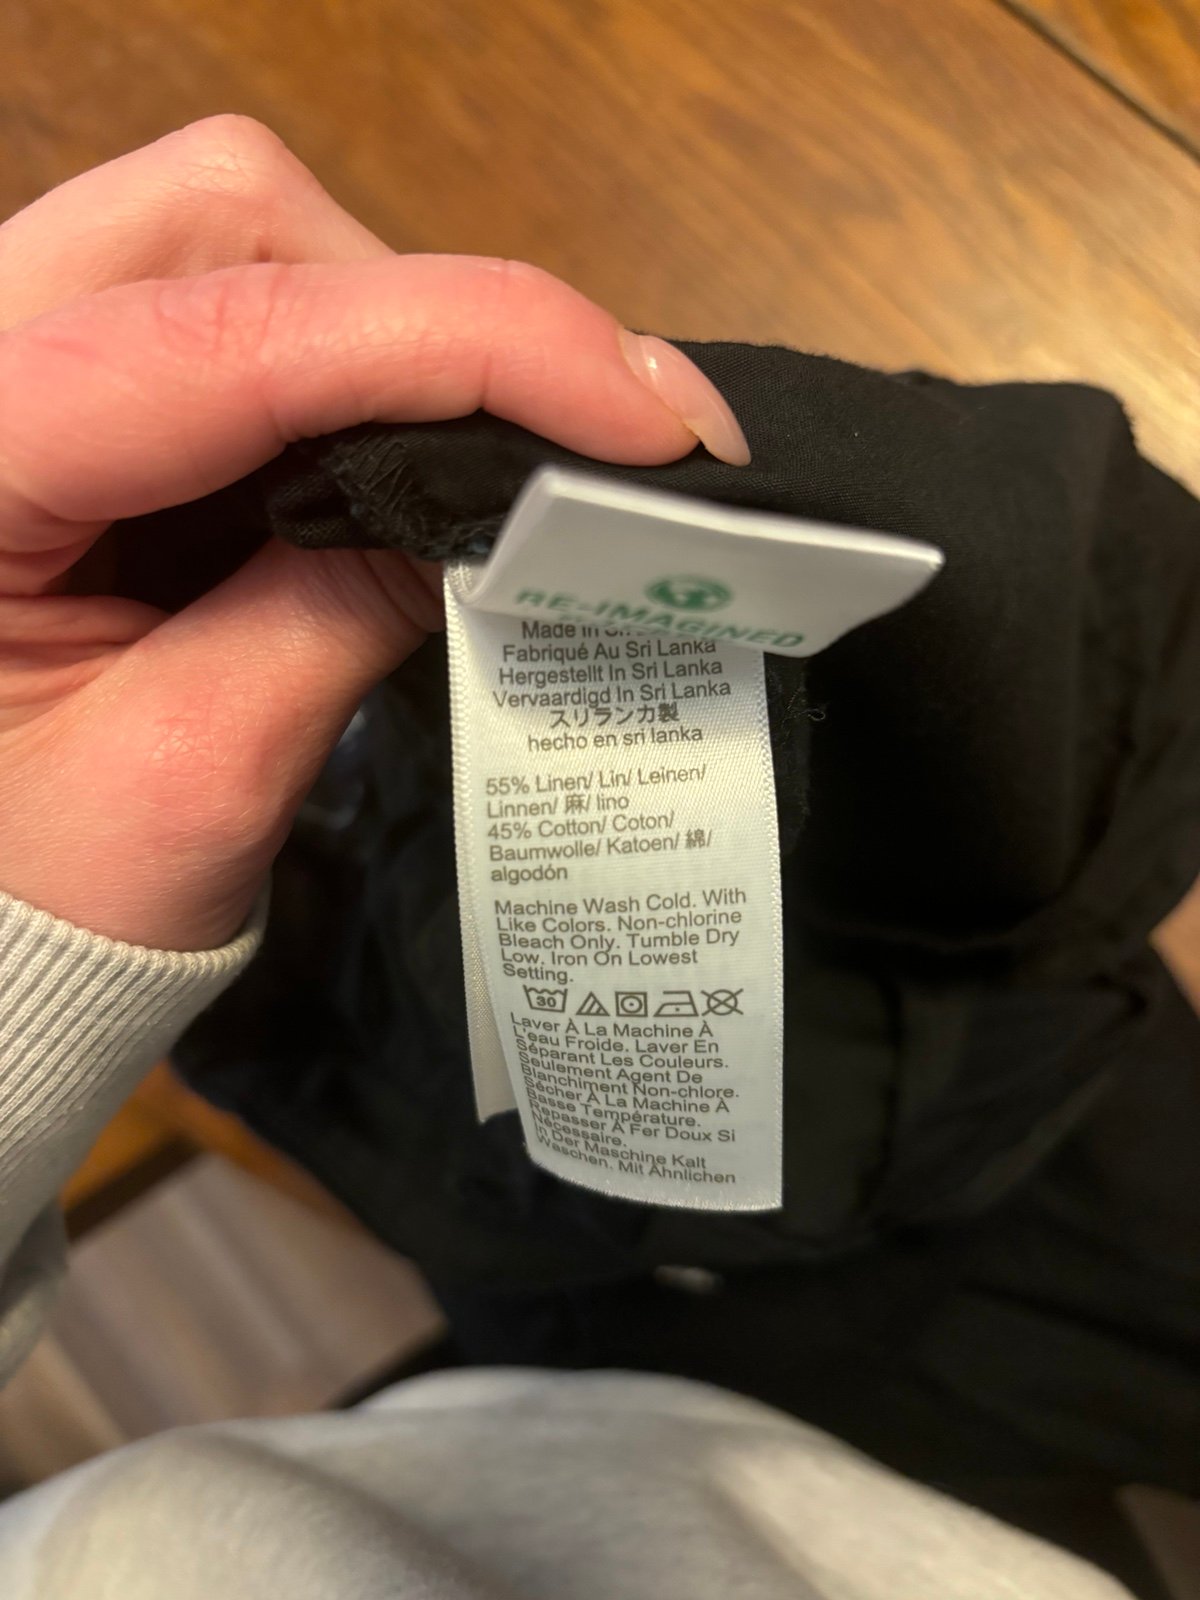 RE-IMAGINED
Made in
Fabriqué Au Sri Lanka
Hergestellt In Sri Lanka
Vervaardigd In Sri Lanka
スリランカ製
hecho en sri lanka
55% Linen/ Lin/ Leinen/
Linnen/ 麻/ lino
45% Cotton/ Coton/
Baumwolle/ Katoen/ 綿/
algodón
Machine Wash Cold. With
Like Colors. Non-chlorine
Bleach Only. Tumble Dry
Low. Iron On Lowest
Setting.
30
Laver À La Machine À
L'eau Froide. Laver En
Séparant Les Couleurs.
Seulement Agent De
Blanchiment Non-chlore.
Sécher À La Machine À
Basse Température.
Repasser À Fer Doux Si
Nécessaire.
In Der Maschine Kalt
Waschen. Mit Ähnlichen